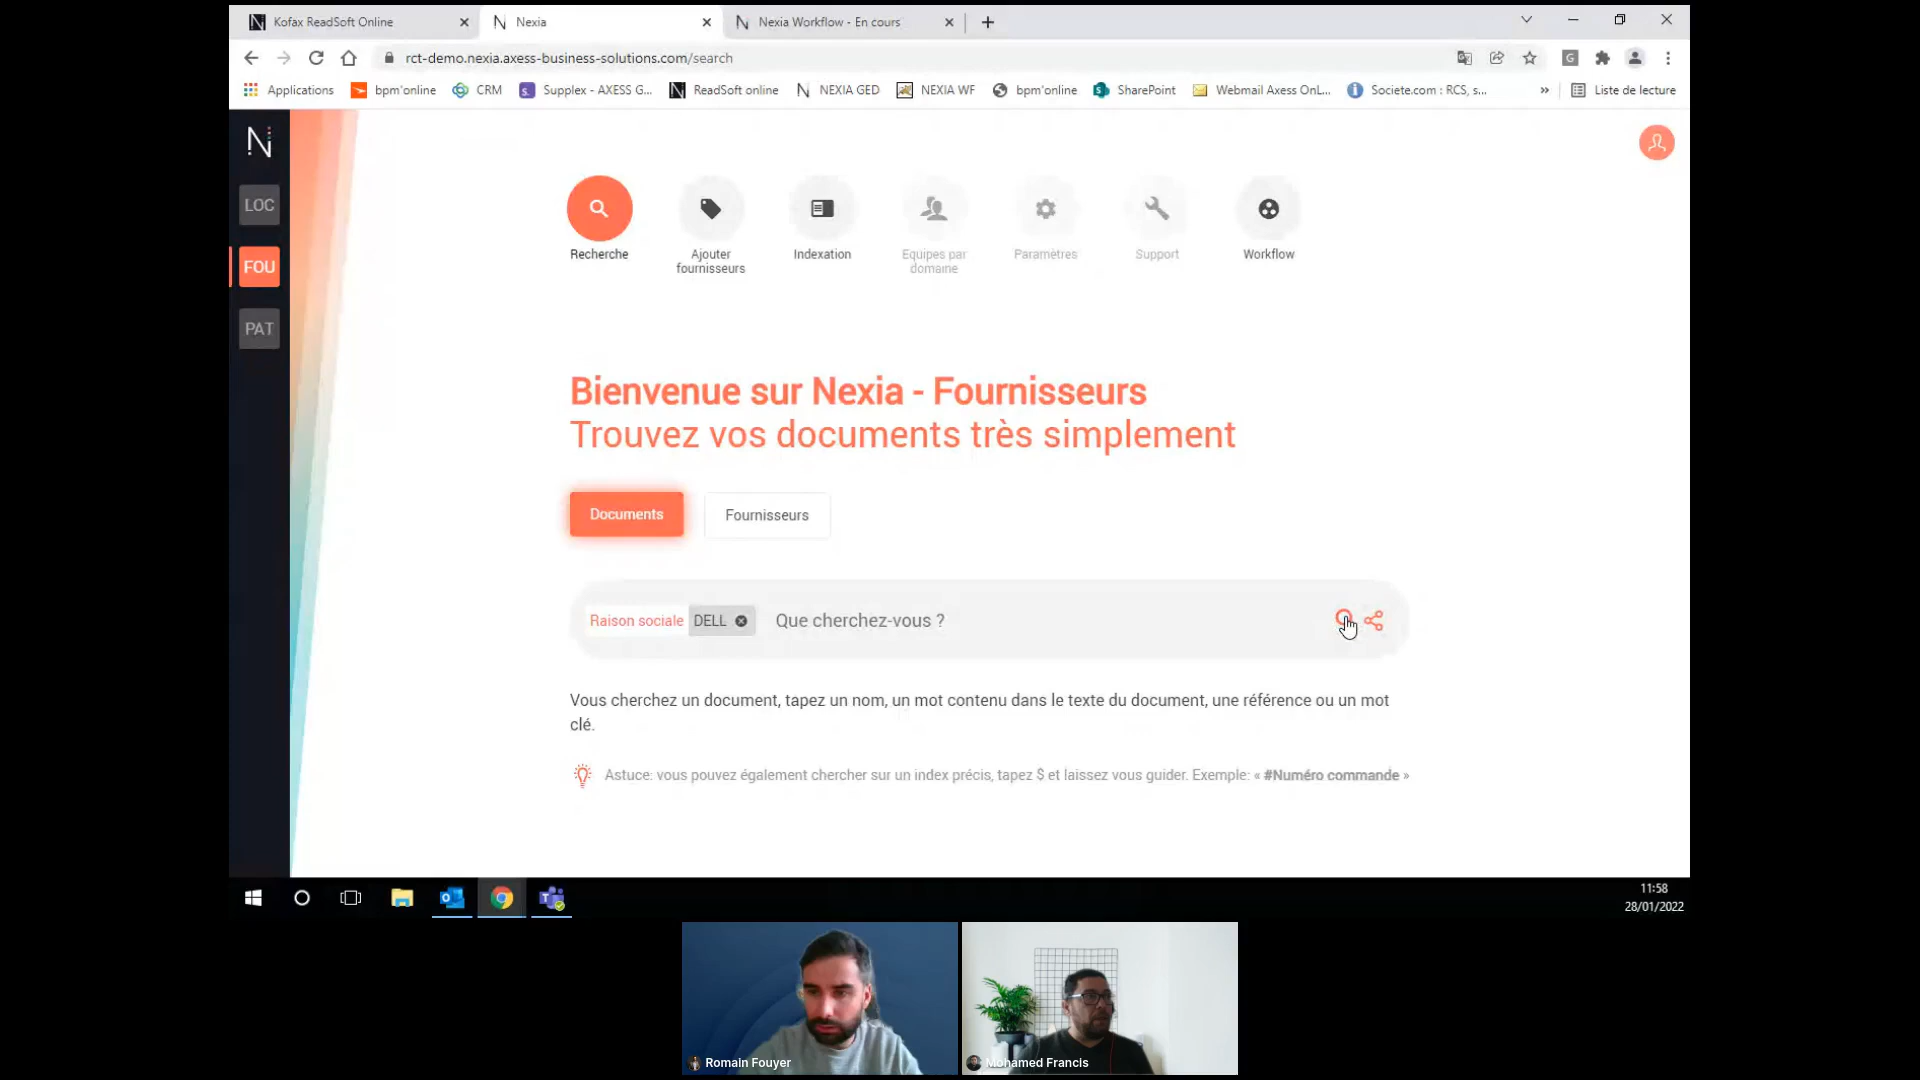 Kofax ReadSoft Online
Nexia
Nexia Workflow - En cours
rct-demo.nexia.axess-business-solutions.com/search
Applications
bpm'online
CRM
Supplex - AXESS G...
ReadSoft online
NEXIA GED
NEXIA WF
bpm'online
SharePoint
Webmail Axess OnL...
Societe.com : RCS, s...
»
Liste de lecture
N
LOC
FOU
PAT
Recherche
Ajouter
fournisseurs
Indexation
Equipes par
domaine
Paramètres
Support
Workflow
Bienvenue sur Nexia - Fournisseurs
Trouvez vos documents très simplement
Documents
Fournisseurs
Raison sociale DELL
Que cherchez-vous ?
Vous cherchez un document, tapez un nom, un mot contenu dans le texte du document, une référence ou un mot
clé.
Astuce: vous pouvez également chercher sur un index précis, tapez $ et laissez vous guider. Exemple: « #Numéro commande »
11:58
28/01/2022
Romain Fouyer
Mohamed Francis